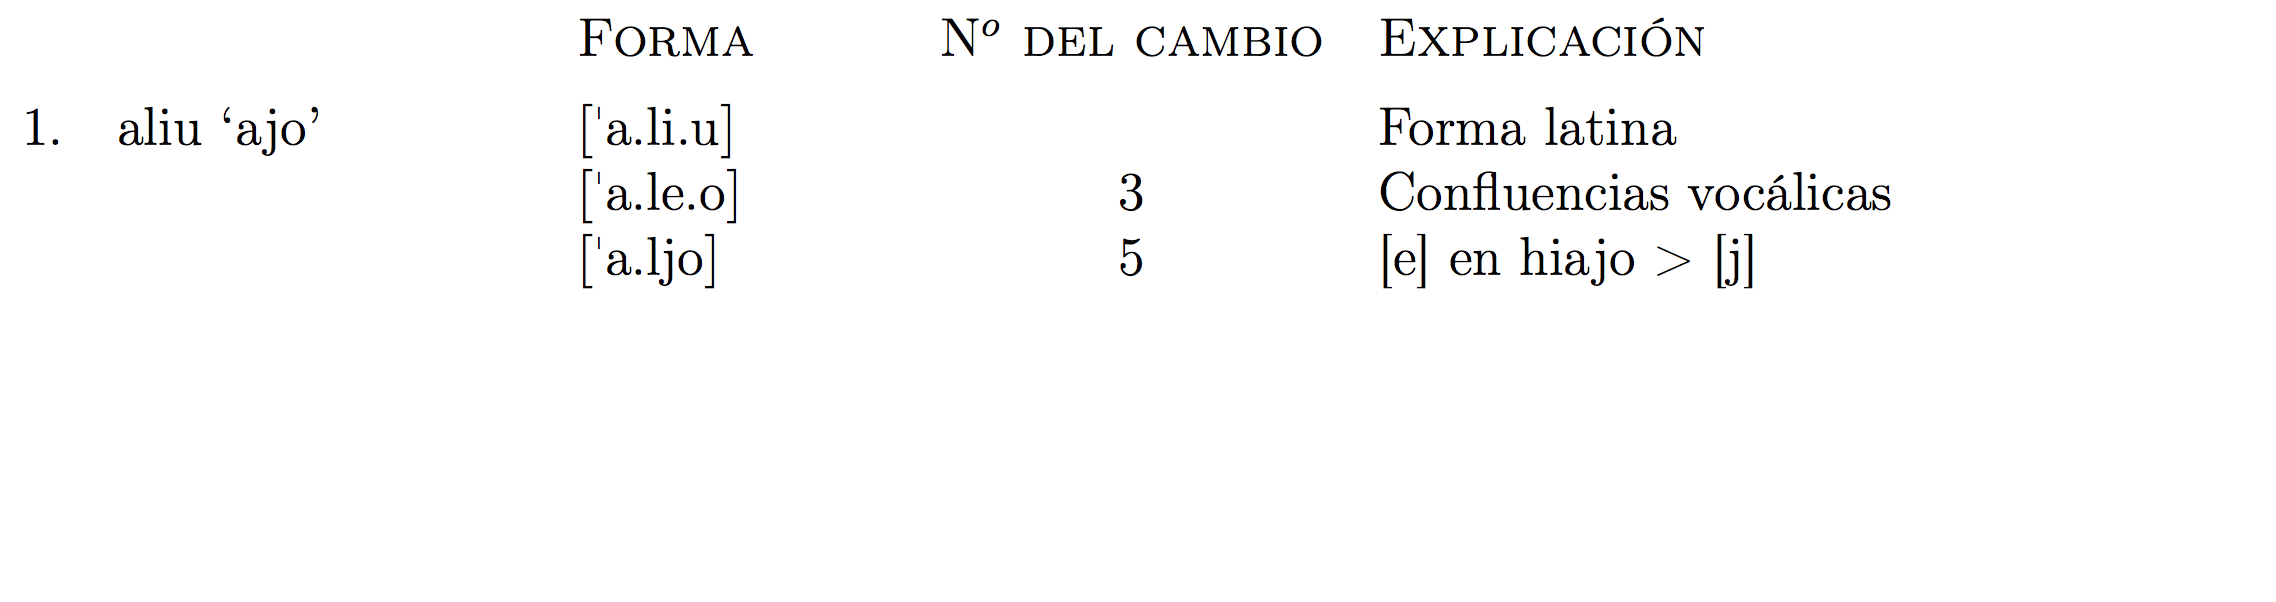 Forma Nº del cambio Explicación
1. aliu ‘ajo’ [ˈa.li.u] Forma latina
[ˈa.le.o] 3 Confluencias vocálicas
[ˈa.ljo] 5 [e] en hiajo > [j]